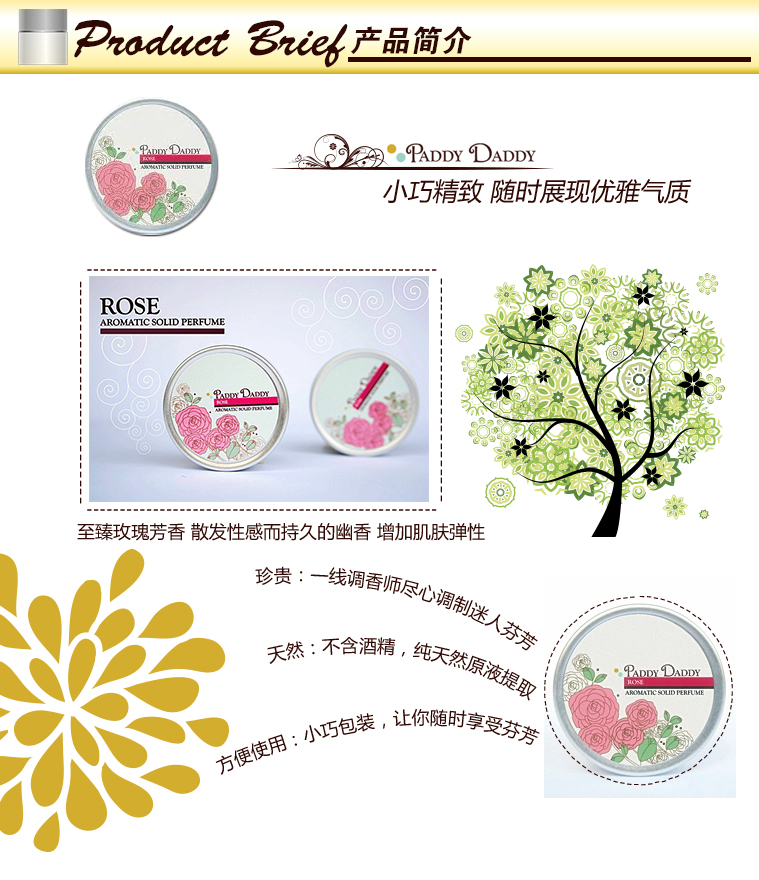 Product Brief 产品简介
PADDY DADDY
ROSE
AROMATIC SOLID PERFUME
PADDY DADDY
小巧精致 随时展现优雅气质
ROSE
AROMATIC SOLID PERFUME
PADDY DADDY
ROSE
AROMATIC SOLID PERFUME
至臻玫瑰芳香 散发性感而持久的幽香 增加肌肤弹性
珍贵：一线调香师尽心调制迷人芬芳
天然：不含酒精，纯天然原液提取
方便使用：小巧包装，让你随时享受芬芳
PADDY DADDY
ROSE
AROMATIC SOLID PERFUME